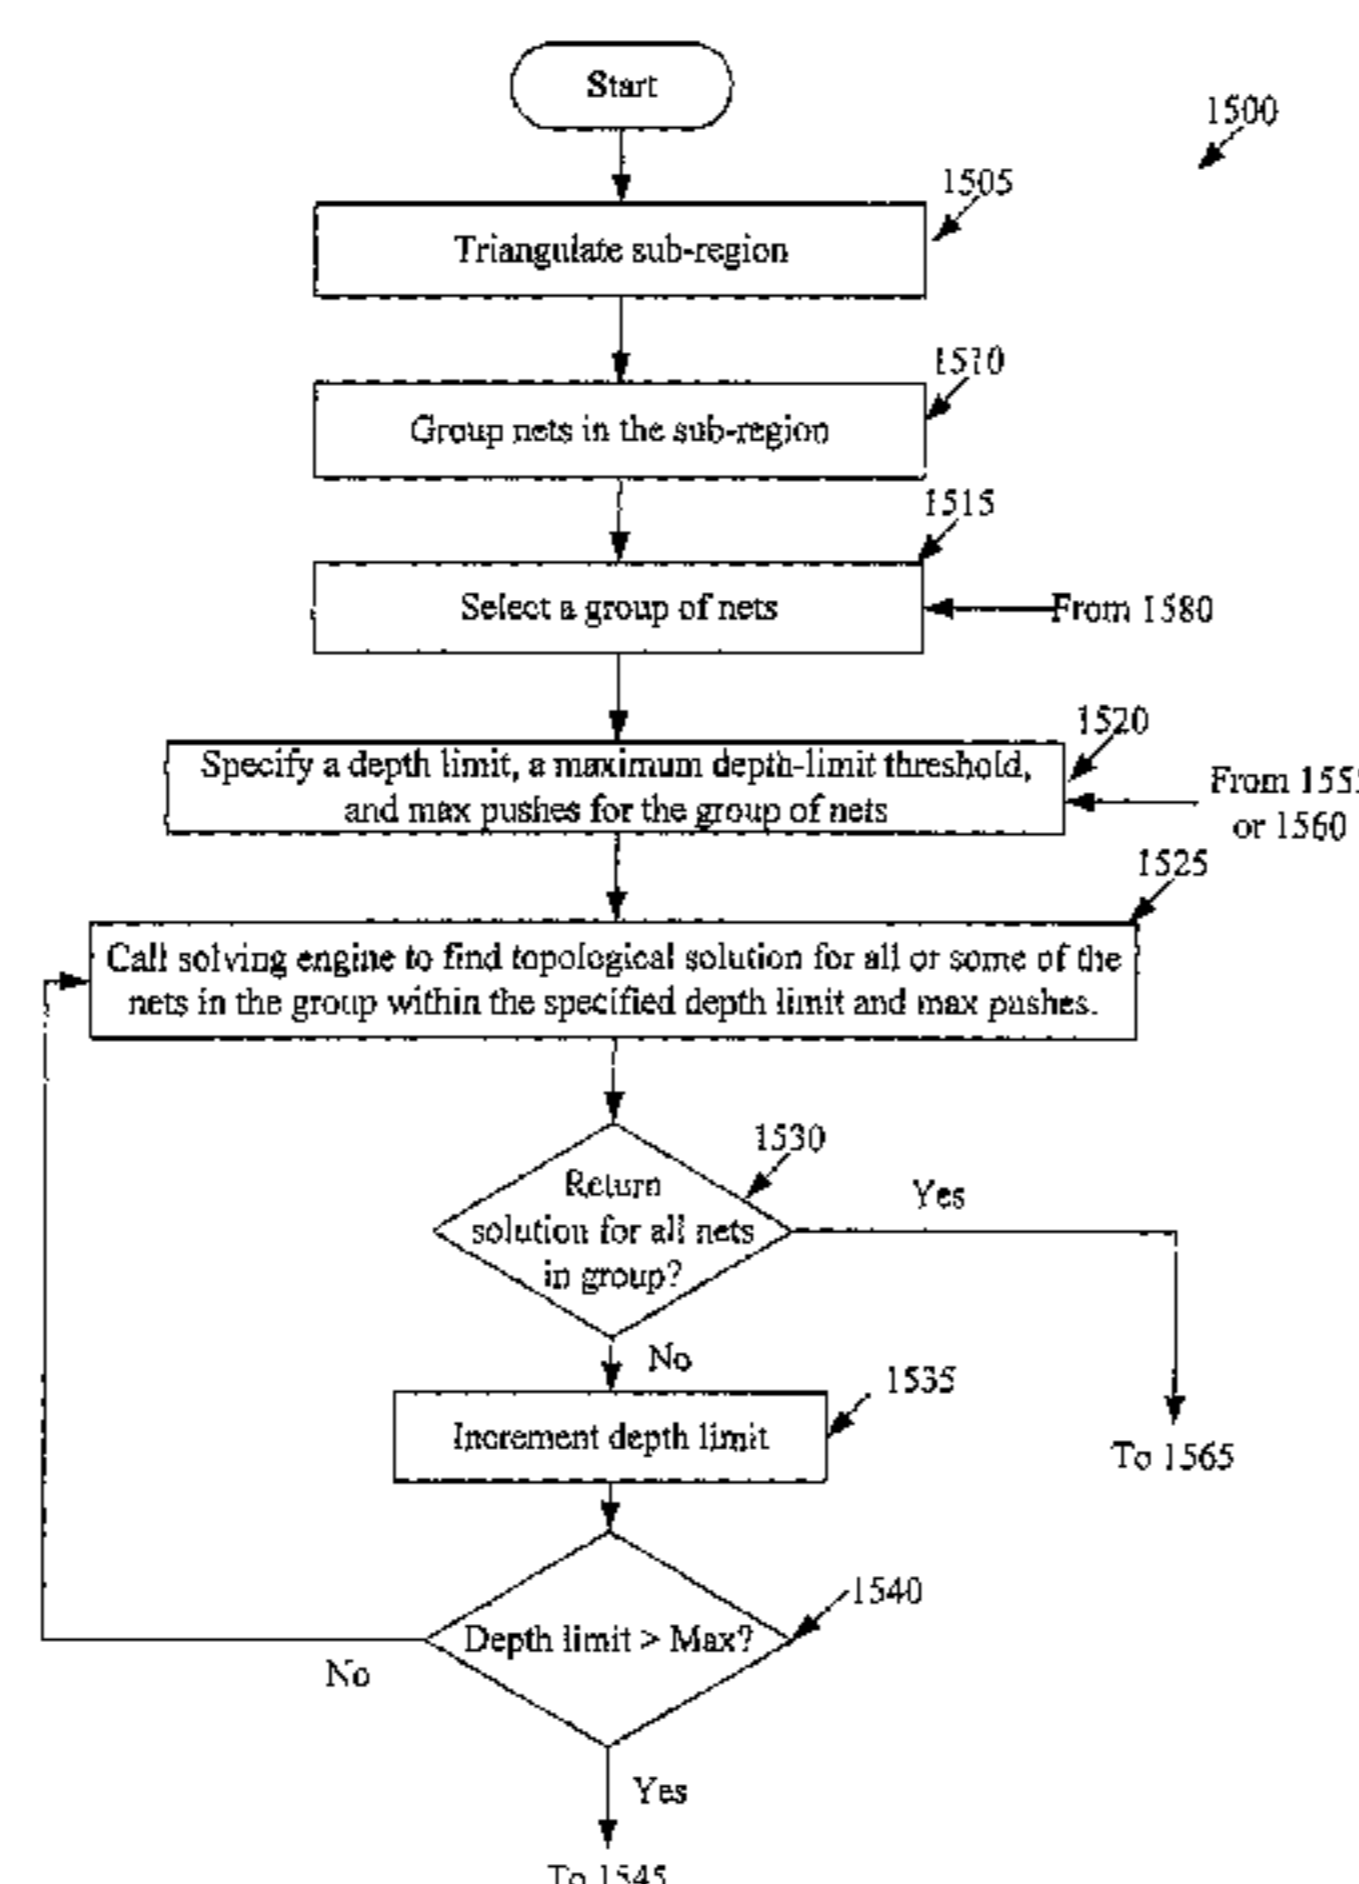 Start
1500
1505
Triangulate sub-region
1510
Group nets in the sub-region
1515
Select a group of nets
From 1580
1520
Specify a depth limit, a maximum depth-limit threshold,
and max pushes for the group of nets
From 1555
or 1560
1525
Call solving engine to find topological solution for all or some of the
nets in the group within the specified depth limit and max pushes.
1530
Return
solution for all nets
in group?
Yes
No
1535
Increment depth limit
To 1565
1540
Depth limit > Max?
No
Yes
To 1545